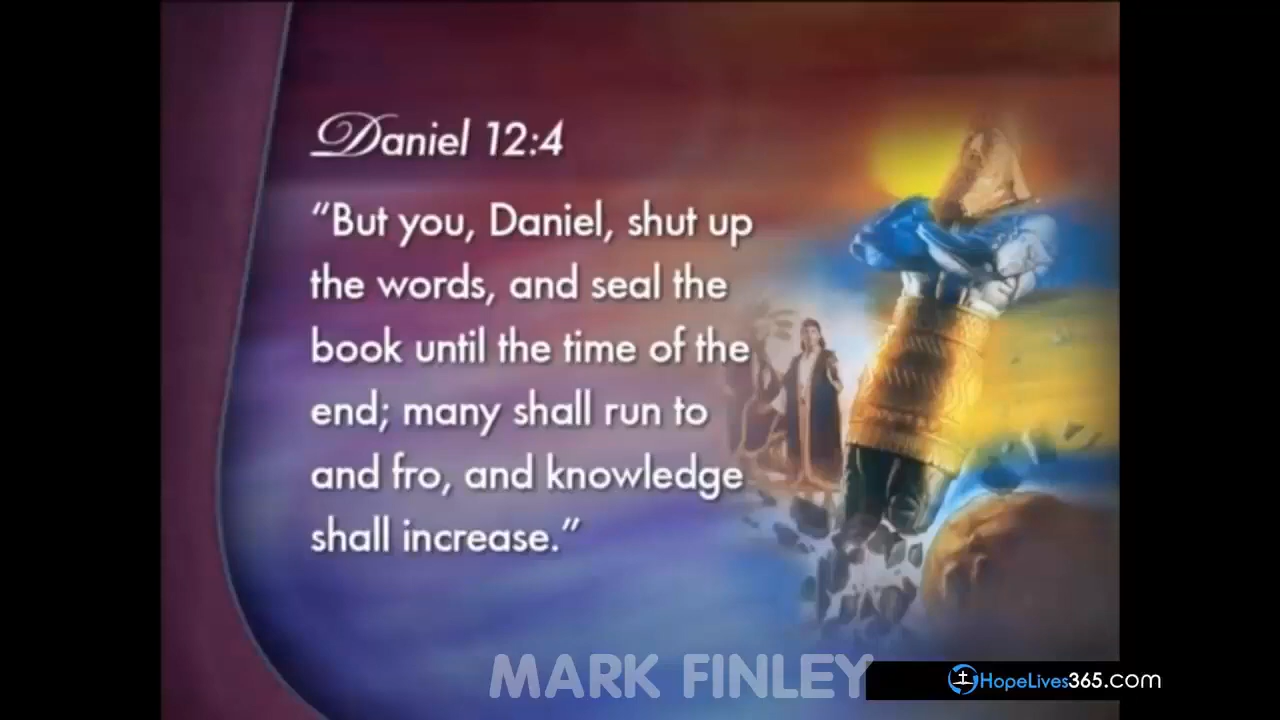 Daniel 12:4
“But you, Daniel, shut up
the words, and seal the
book until the time of the
end; many shall run to
and fro, and knowledge
shall increase.”
MARK FINLEY
HopeLives365.com